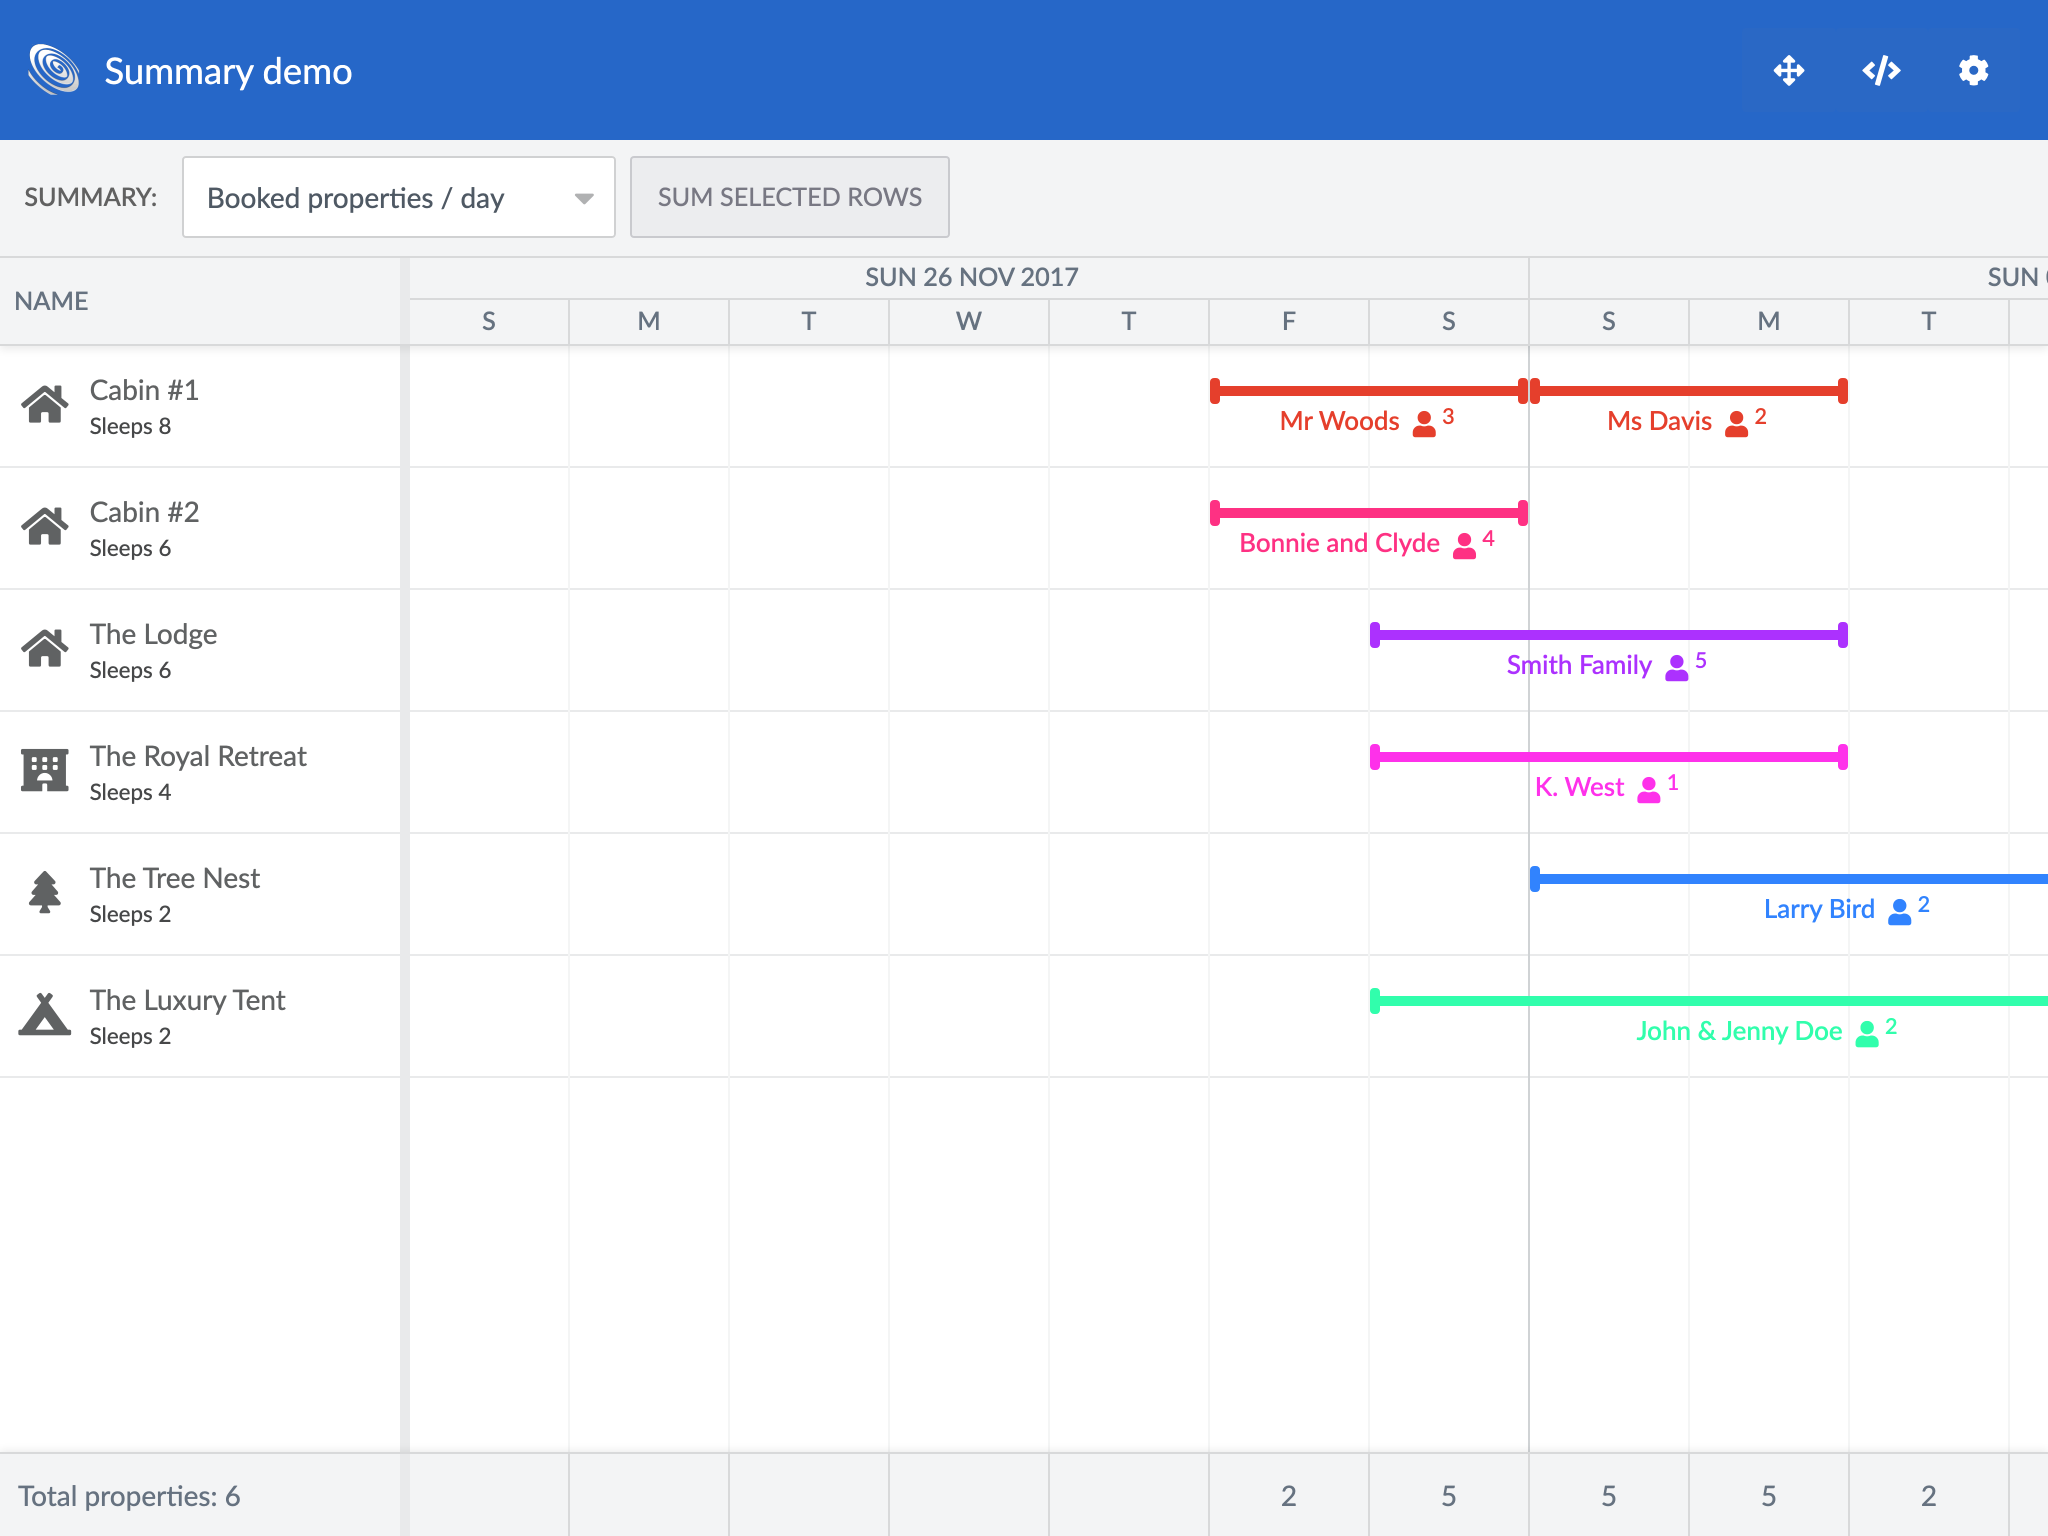 Summary demo
SUMMARY:
Booked properties / day
SUM SELECTED ROWS
NAME
SUN 26 NOV 2017
SUN
S M T W T F S S M T
Cabin #1
Sleeps 8
Mr Woods 3
Ms Davis 2
Cabin #2
Sleeps 6
Bonnie and Clyde 4
The Lodge
Sleeps 6
Smith Family 5
The Royal Retreat
Sleeps 4
K. West 1
The Tree Nest
Sleeps 2
Larry Bird 2
The Luxury Tent
Sleeps 2
John & Jenny Doe 2
Total properties: 6
2 5 5 5 2